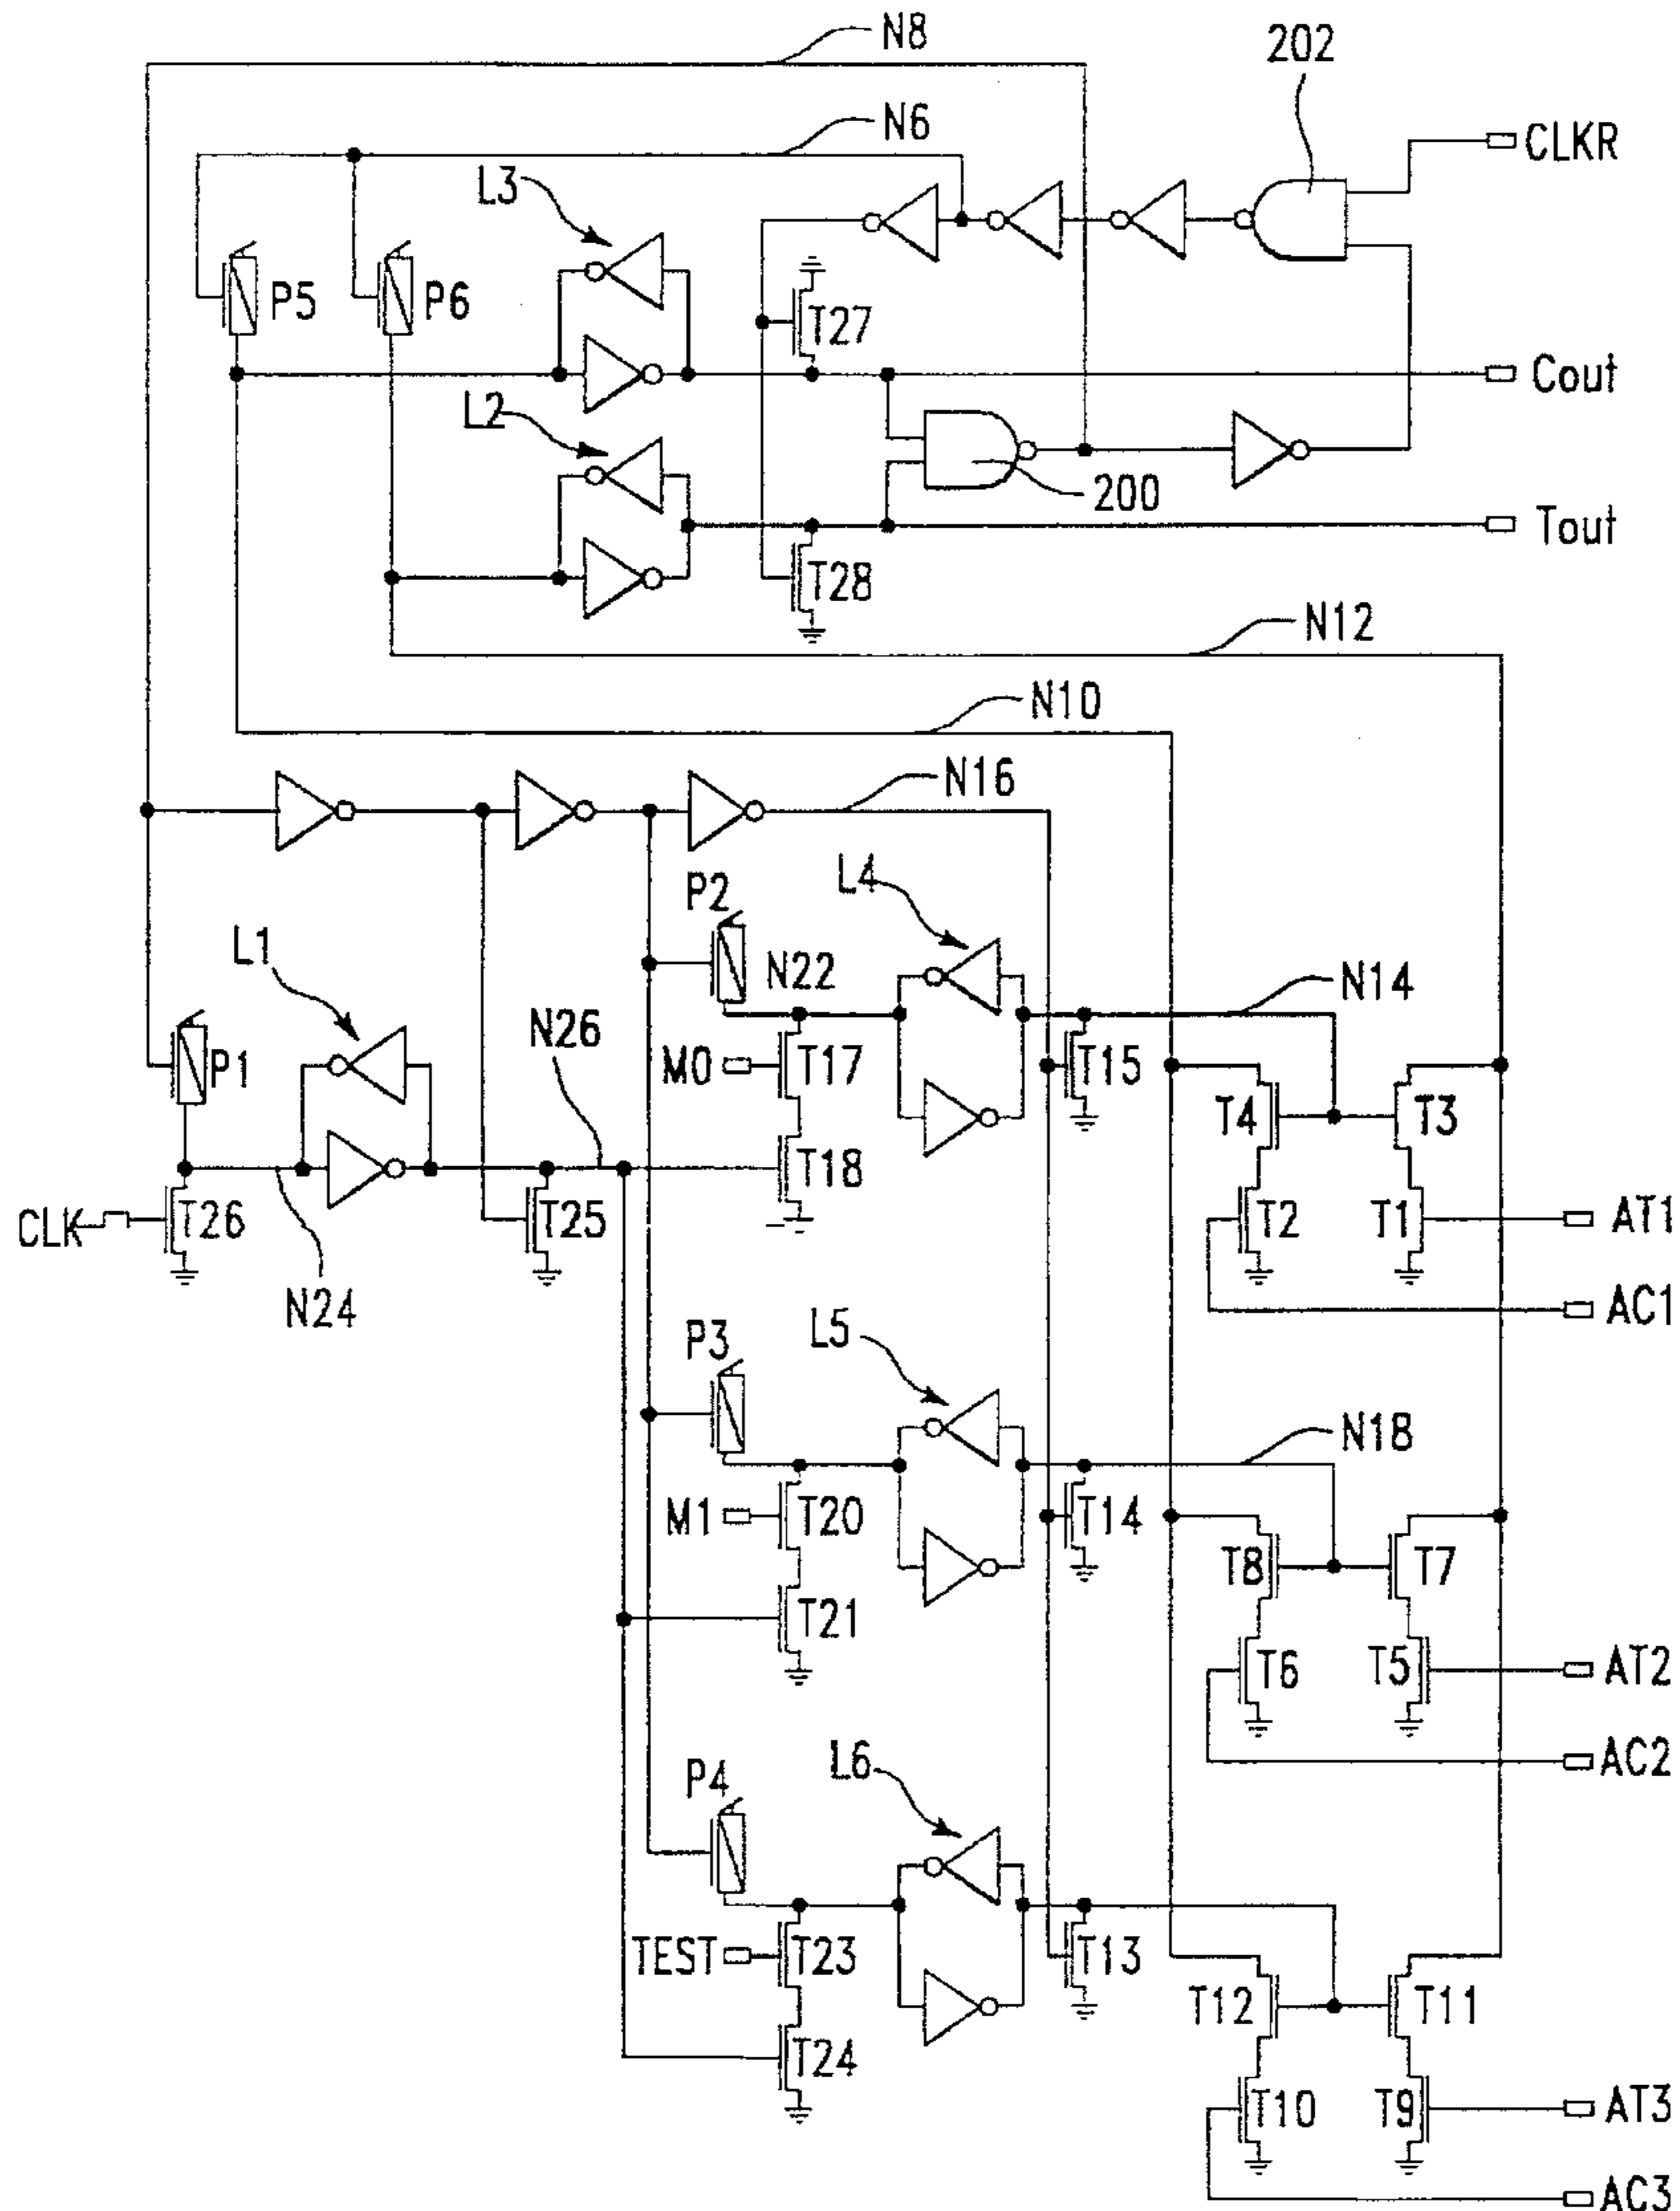 N8
202
N6
CLKR
L3
P5
P6
T27
Cout
L2
200
Tout
T28
N12
N10
N16
P2
L4
L1
N22
N14
N26
P1
M0
T17
T15
T4
T3
T18
CLK
T26
T25
T2
T1
AT1
N24
AC1
P3
L5
N18
M1
T20
T14
T8
T7
T21
T6
T5
AT2
AC2
P4
L6
TEST
T23
T13
T12
T11
T24
T10
T9
AT3
AC3